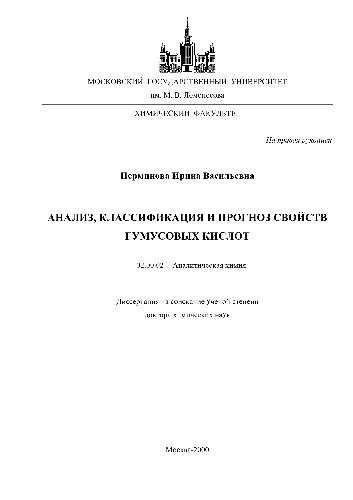 МОСКОВСКИЙ ГОСУДАРСТВЕННЫЙ УНИВЕРСИТЕТ
им. М. В. Ломоносова
ХИМИЧЕСКИЙ ФАКУЛЬТЕТ
На правах рукописи
Перминова Ирина Васильевна
АНАЛИЗ, КЛАССИФИКАЦИЯ И ПРОГНОЗ СВОЙСТВ
ГУМУСОВЫХ КИСЛОТ
02.00.02 – Аналитическая химия
Диссертация на соискание ученой степени
доктора химических наук
Москва-2000